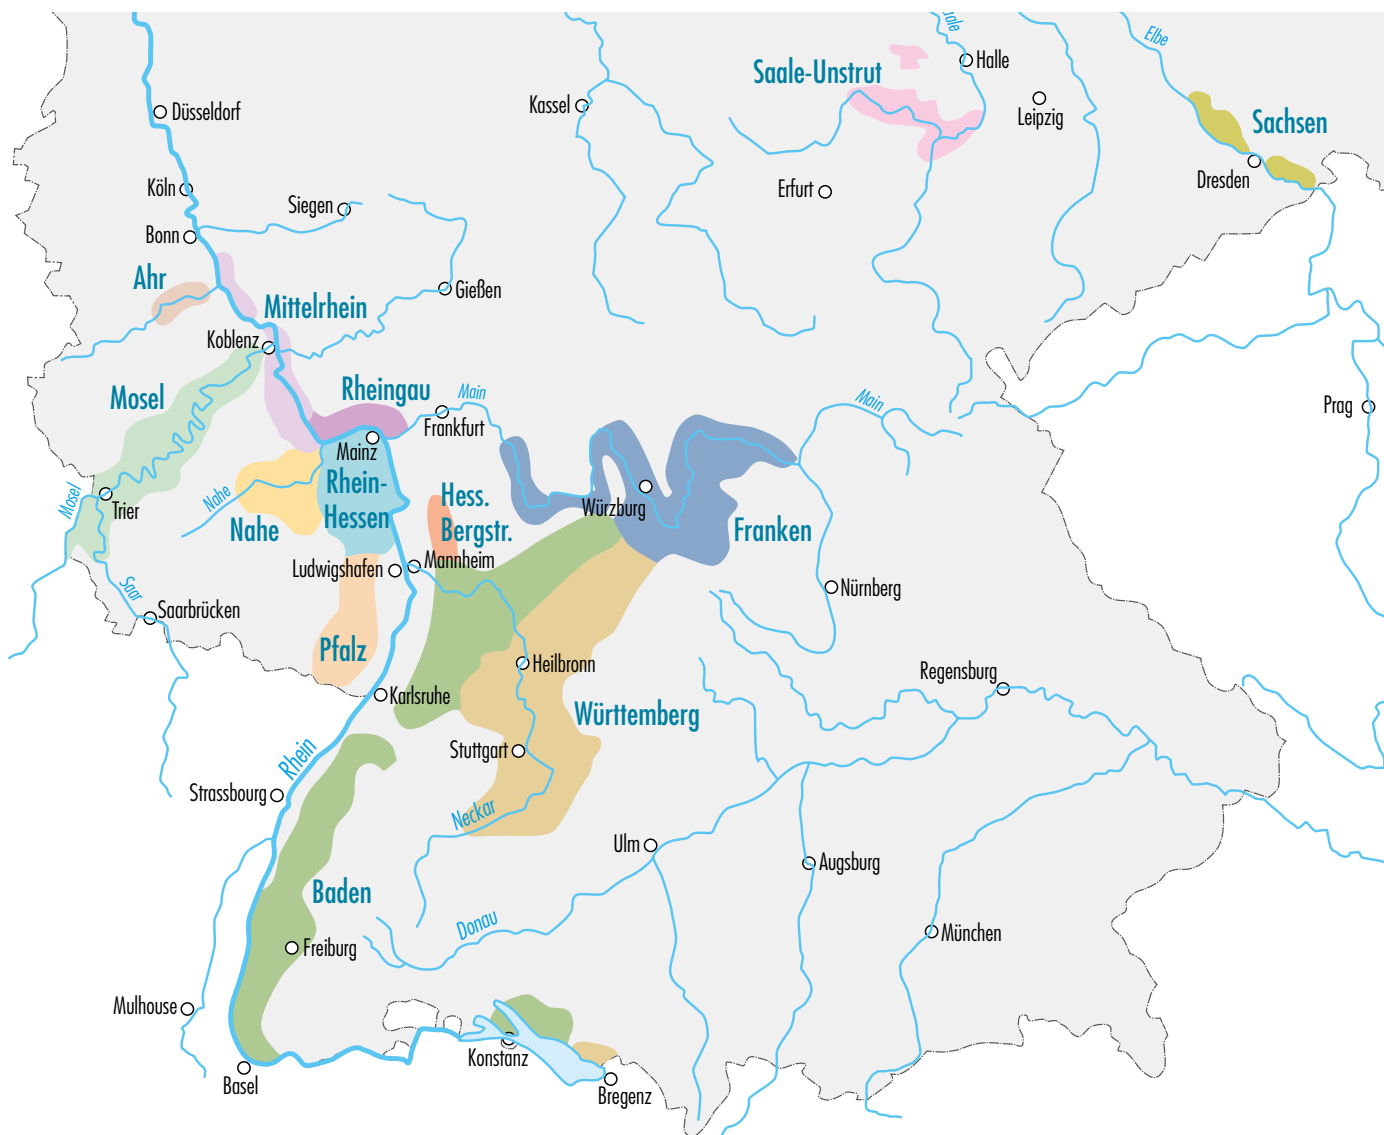 Saale
Elbe
Halle
Saale-Unstrut
Kassel
Leipzig
Düsseldorf
Sachsen
Dresden
Köln
Erfurt
Siegen
Bonn
Ahr
Gießen
Mittelrhein
Koblenz
Rheingau
Mosel
Main
Main
Frankfurt
Prag
Mainz
Rhein-
Hessen
Mosel
Nahe
Trier
Hess.
Bergstr.
Würzburg
Nahe
Franken
Ludwigshafen
Mannheim
Saar
Saarbrücken
Nürnberg
Pfalz
Heilbronn
Regensburg
Karlsruhe
Württemberg
Stuttgart
Rhein
Strassbourg
Neckar
Ulm
Augsburg
Baden
Donau
München
Freiburg
Mulhouse
Konstanz
Basel
Bregenz